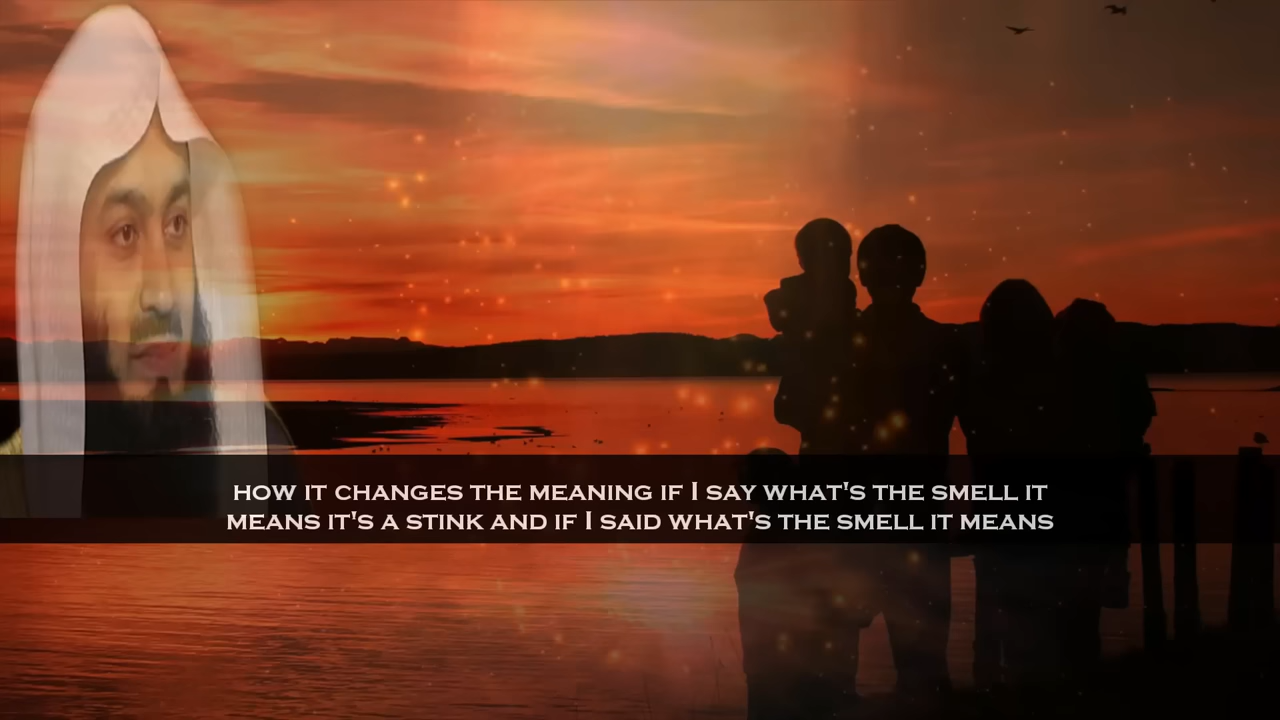 HOW IT CHANGES THE MEANING IF I SAY WHAT'S THE SMELL IT
MEANS IT'S A STINK AND IF I SAID WHAT'S THE SMELL IT MEANS